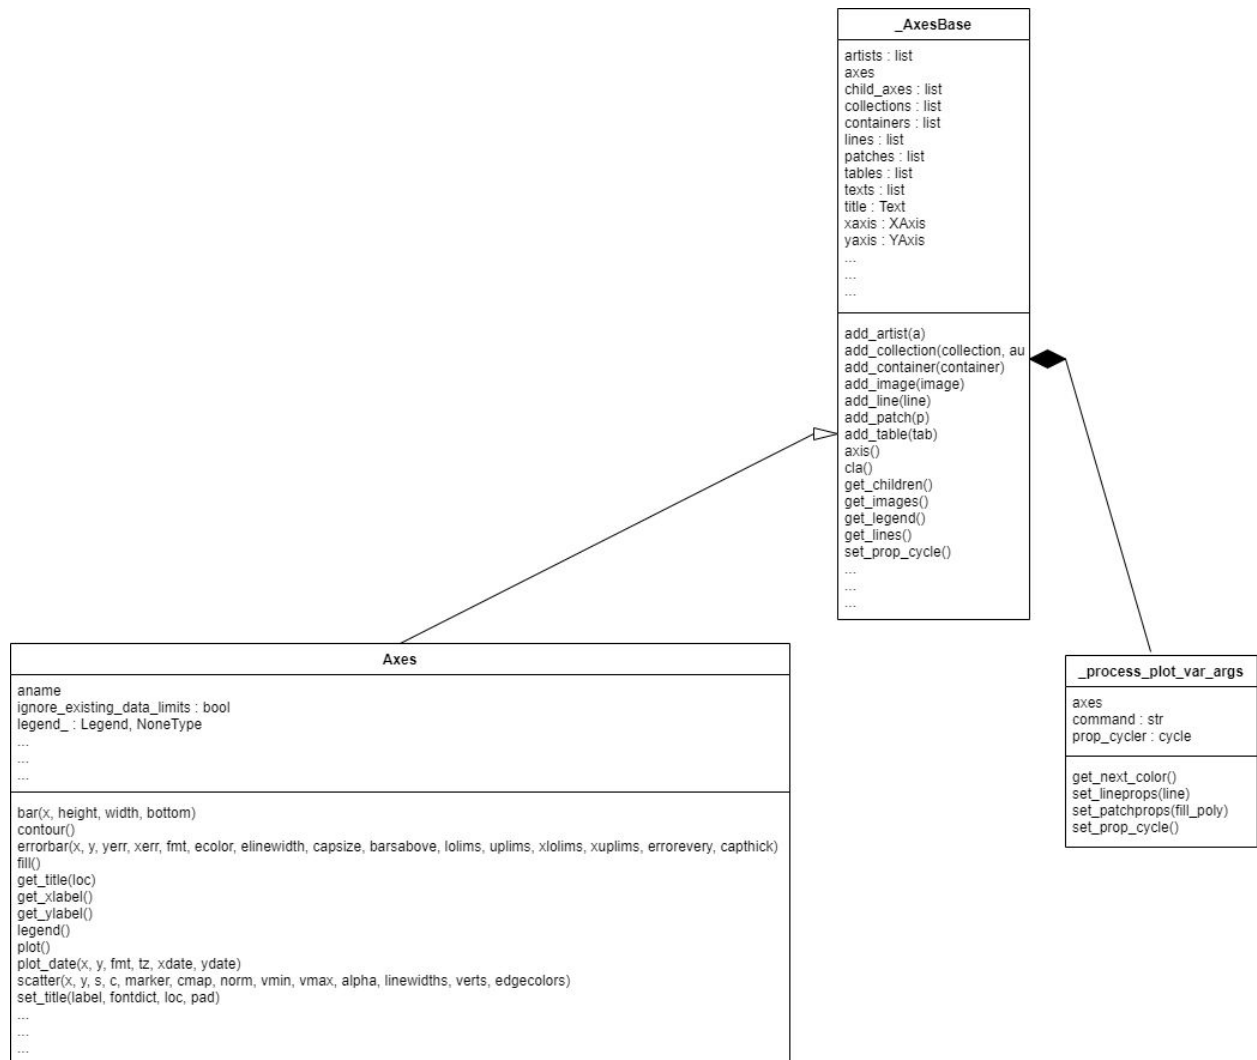 _AxesBase
artists : list
axes
child_axes : list
collections : list
containers : list
lines : list
patches : list
tables : list
texts : list
title : Text
xaxis : XAxis
yaxis : YAxis
...
...
...
add_artist(a)
add_collection(collection, au
add_container(container)
add_image(image)
add_line(line)
add_patch(p)
add_table(tab)
axis()
cla()
get_children()
get_images()
get_legend()
get_lines()
set_prop_cycle()
...
...
...
Axes
aname
ignore_existing_data_limits : bool
legend_ : Legend, NoneType
...
...
...
bar(x, height, width, bottom)
contour()
errorbar(x, y, yerr, xerr, fmt, ecolor, elinewidth, capsize, barsabove, lolims, uplims, xlolims, xuplims, errorevery, capthick)
fill()
get_title(loc)
get_xlabel()
get_ylabel()
legend()
plot()
plot_date(x, y, fmt, tz, xdate, ydate)
scatter(x, y, s, c, marker, cmap, norm, vmin, vmax, alpha, linewidths, verts, edgecolors)
set_title(label, fontdict, loc, pad)
...
...
...
_process_plot_var_args
axes
command : str
prop_cycler : cycle
get_next_color()
set_lineprops(line)
set_patchprops(fill_poly)
set_prop_cycle()